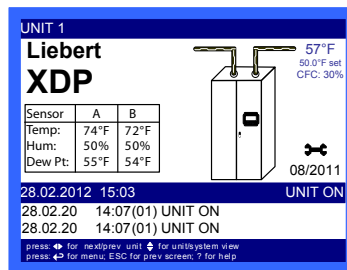 UNIT 1
Liebert
XDP
57°F
50.0°F set
CFC: 30%
Sensor A B
Temp: 74°F 72°F
Hum: 50% 50%
Dew Pt: 55°F 54°F
08/2011
28.02.2012 15:03 UNIT ON
28.02.20 14:07(01) UNIT ON
28.02.20 14:07(01) UNIT ON
press: for next/prev unit for unit/system view
press: for menu; ESC for prev screen; ? for help